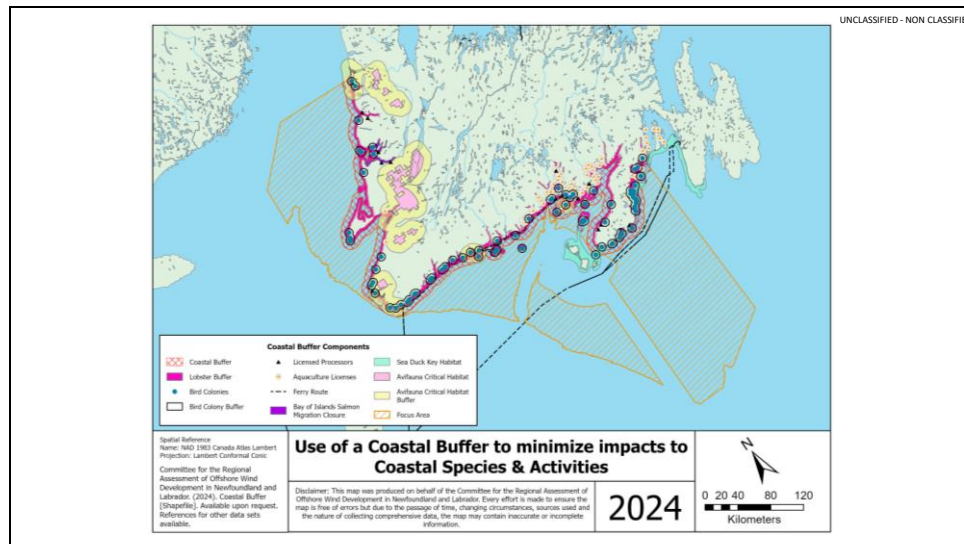 UNCLASSIFIED - NON CLASSIFIE
Coastal Buffer Components
Coastal Buffer
Lobster Buffer
Bird Colonies
Bird Colony Buffer
Licensed Processors
Aquaculture Licenses
Ferry Route
Bay of Islands Salmon
Migration Closure
Sea Duck Key Habitat
Avifauna Critical Habitat
Avifauna Critical Habitat
Buffer
Focus Area
Spatial Reference
Name: NAD 1983 Canada Atlas Lambert
Projection: Lambert Conformal Conic
Committee for the Regional
Assessment of Offshore Wind
Development in Newfoundland and
Labrador. (2024). Coastal Buffer
[Shapefile]. Available upon request.
References for other data sets
available.
Use of a Coastal Buffer to minimize impacts to
Coastal Species & Activities
Disclaimer: This map was produced on behalf of the Committee for the Regional Assessment of
Offshore Wind Development in Newfoundland and Labrador. Every effort is made to ensure the
map is free of errors but due to the passage of time, changing circumstances, sources used and
the nature of collecting comprehensive data, the map may contain inaccurate or incomplete
information.
2024
N
0 20 40 80 120
Kilometers